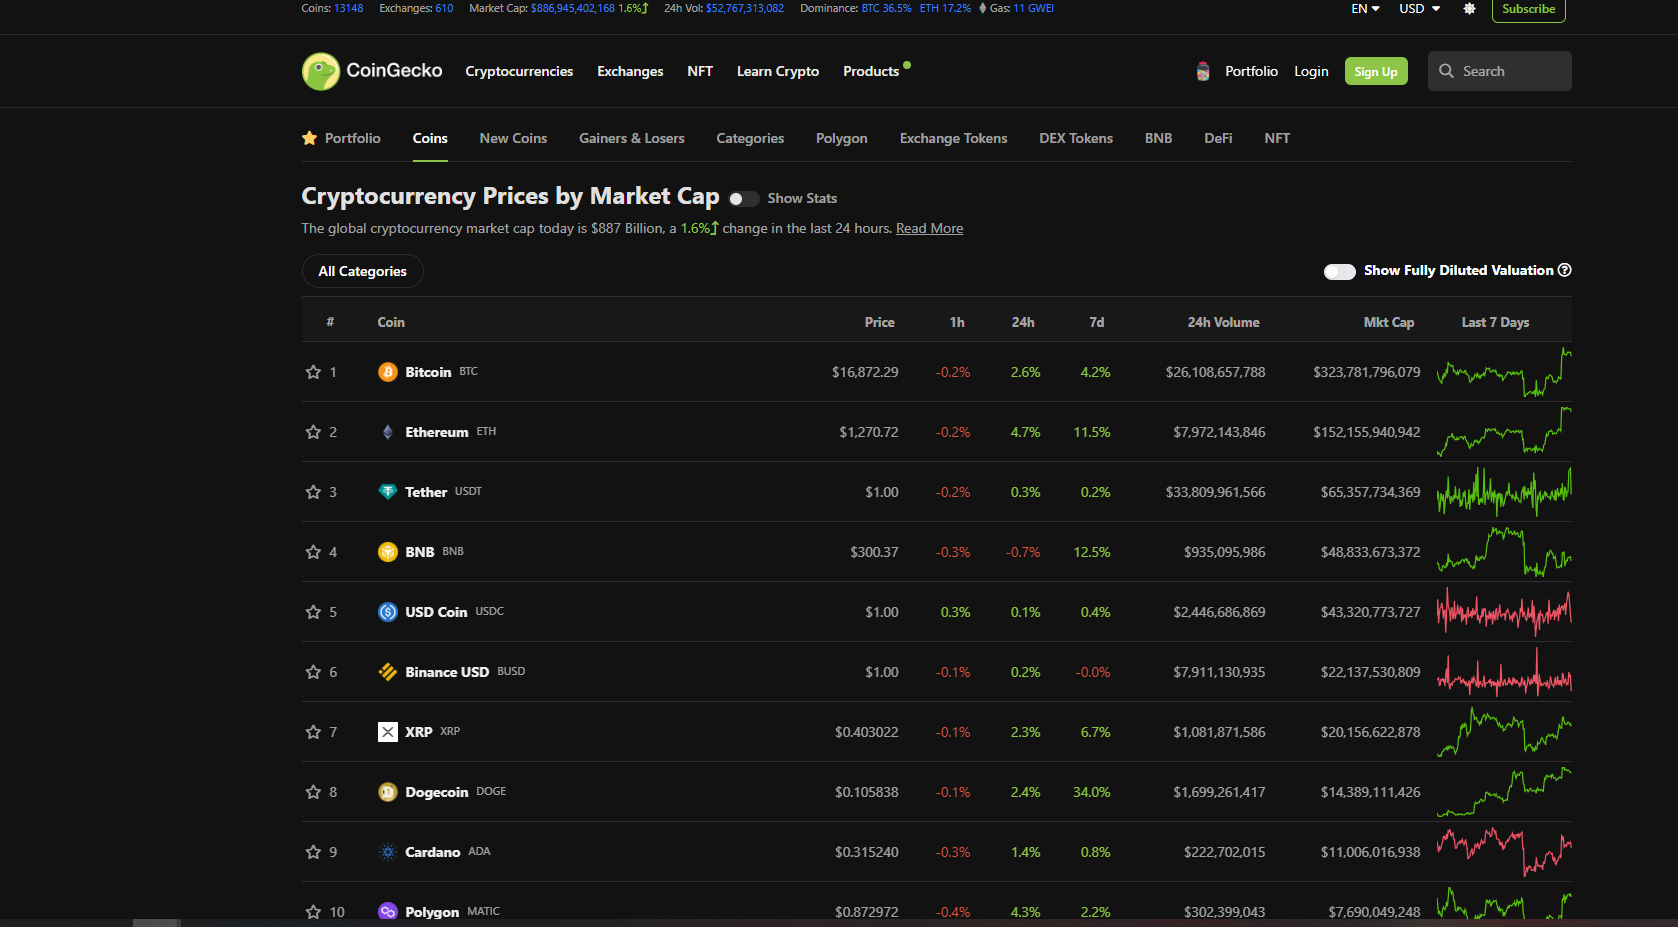 Coins: 13148 Exchanges: 610 Market Cap: $886,945,402,168 1.6% 24h Vol: $52,767,313,082 Dominance: BTC 36.5% ETH 17.2% Gas: 11 GWEI EN USD Subscribe
CoinGecko Cryptocurrencies Exchanges NFT Learn Crypto Products Portfolio Login Sign Up Search
Portfolio Coins New Coins Gainers & Losers Categories Polygon Exchange Tokens DEX Tokens BNB DeFi NFT
Cryptocurrency Prices by Market Cap Show Stats
The global cryptocurrency market cap today is $887 Billion, a 1.6% change in the last 24 hours. Read More
All Categories Show Fully Diluted Valuation
# Coin Price 1h 24h 7d 24h Volume Mkt Cap Last 7 Days
1 Bitcoin BTC $16,872.29 -0.2% 2.6% 4.2% $26,108,657,788 $323,781,796,079
2 Ethereum ETH $1,270.72 -0.2% 4.7% 11.5% $7,972,143,846 $152,155,940,942
3 Tether USDT $1.00 -0.2% 0.3% 0.2% $33,809,961,566 $65,357,734,369
4 BNB BNB $300.37 -0.3% -0.7% 12.5% $935,095,986 $48,833,673,372
5 USD Coin USDC $1.00 0.3% 0.1% 0.4% $2,446,686,869 $43,320,773,727
6 Binance USD BUSD $1.00 -0.1% 0.2% -0.0% $7,911,130,935 $22,137,530,809
7 XRP XRP $0.403022 -0.1% 2.3% 6.7% $1,081,871,586 $20,156,622,878
8 Dogecoin DOGE $0.105838 -0.1% 2.4% 34.0% $1,699,261,417 $14,389,111,426
9 Cardano ADA $0.315240 -0.3% 1.4% 0.8% $222,702,015 $11,006,016,938
10 Polygon MATIC $0.872972 -0.4% 4.3% 2.2% $302,399,043 $7,690,049,248